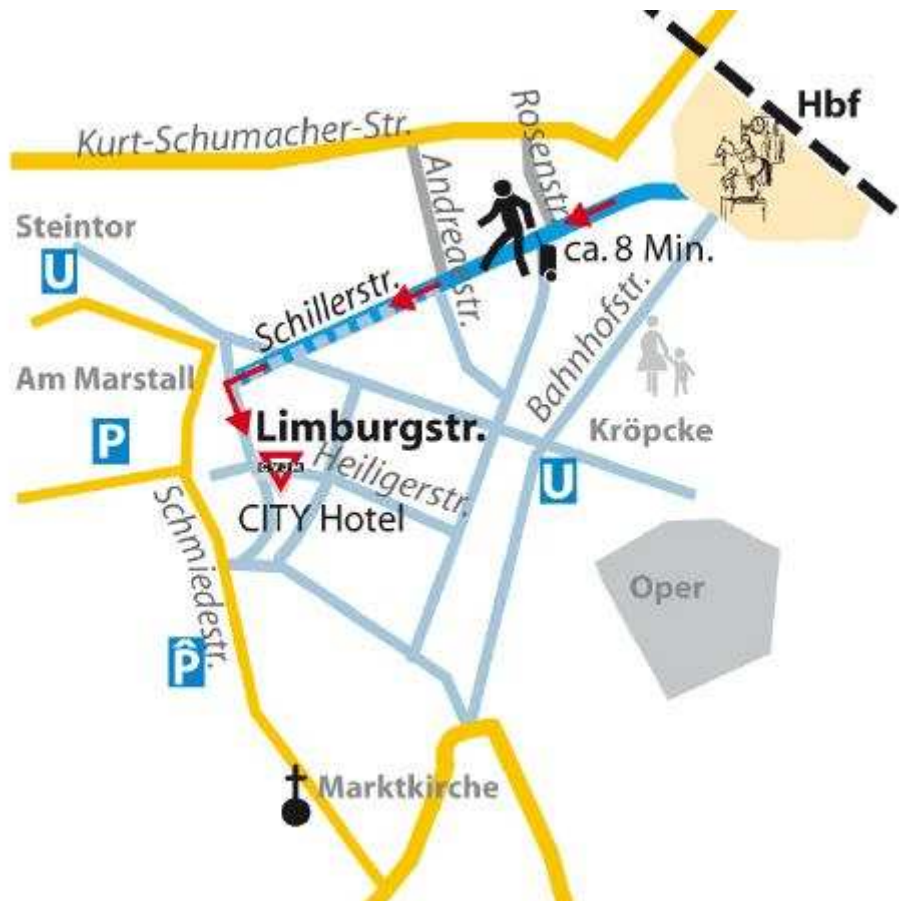 Hbf
Kurt-Schumacher-Str.
Rosenstr.
Andreaestr.
Steintor
U
ca. 8 Min.
Schillerstr.
Bahnhofstr.
Am Marstall
P
Limburgstr.
Kröpcke
Heiligerstr.
U
CITY Hotel
Schmiedestr.
Oper
P
Marktkirche